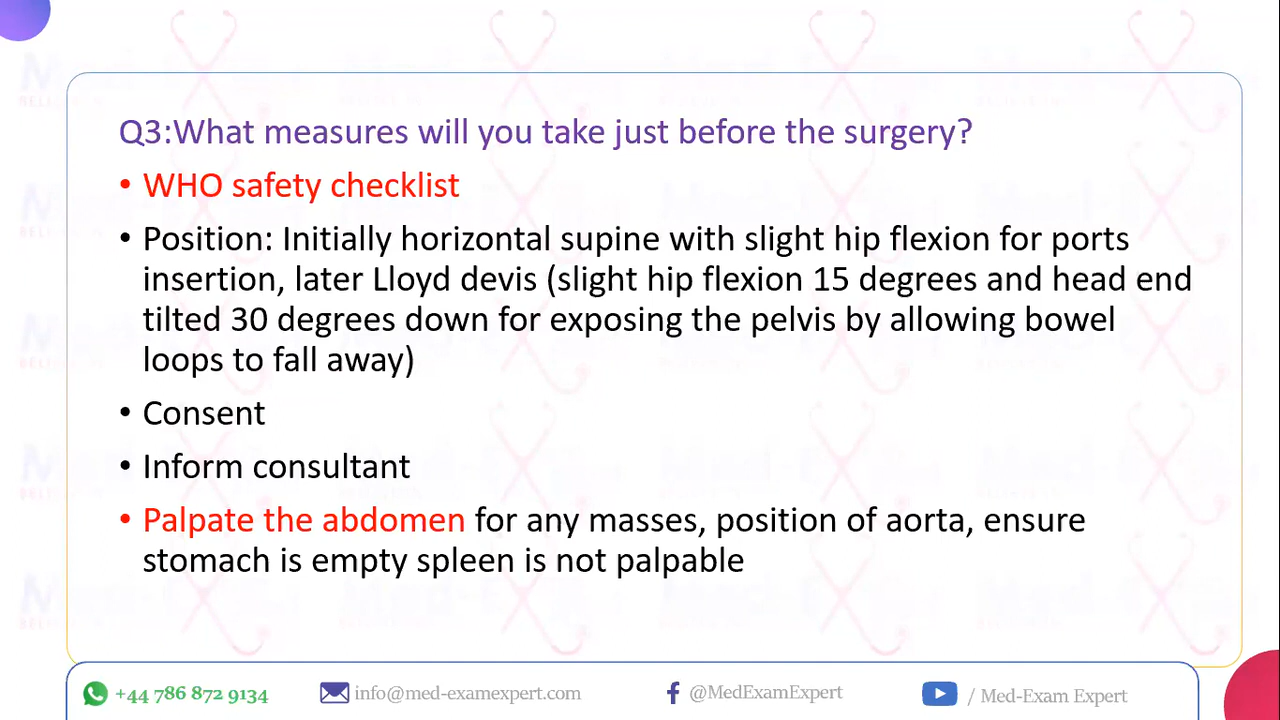 Q3:What measures will you take just before the surgery?
• WHO safety checklist
• Position: Initially horizontal supine with slight hip flexion for ports
insertion, later Lloyd devis (slight hip flexion 15 degrees and head end
tilted 30 degrees down for exposing the pelvis by allowing bowel
loops to fall away)
• Consent
• Inform consultant
• Palpate the abdomen for any masses, position of aorta, ensure
stomach is empty spleen is not palpable
+44 786 872 9134 info@med-examexpert.com @MedExamExpert / Med-Exam Expert